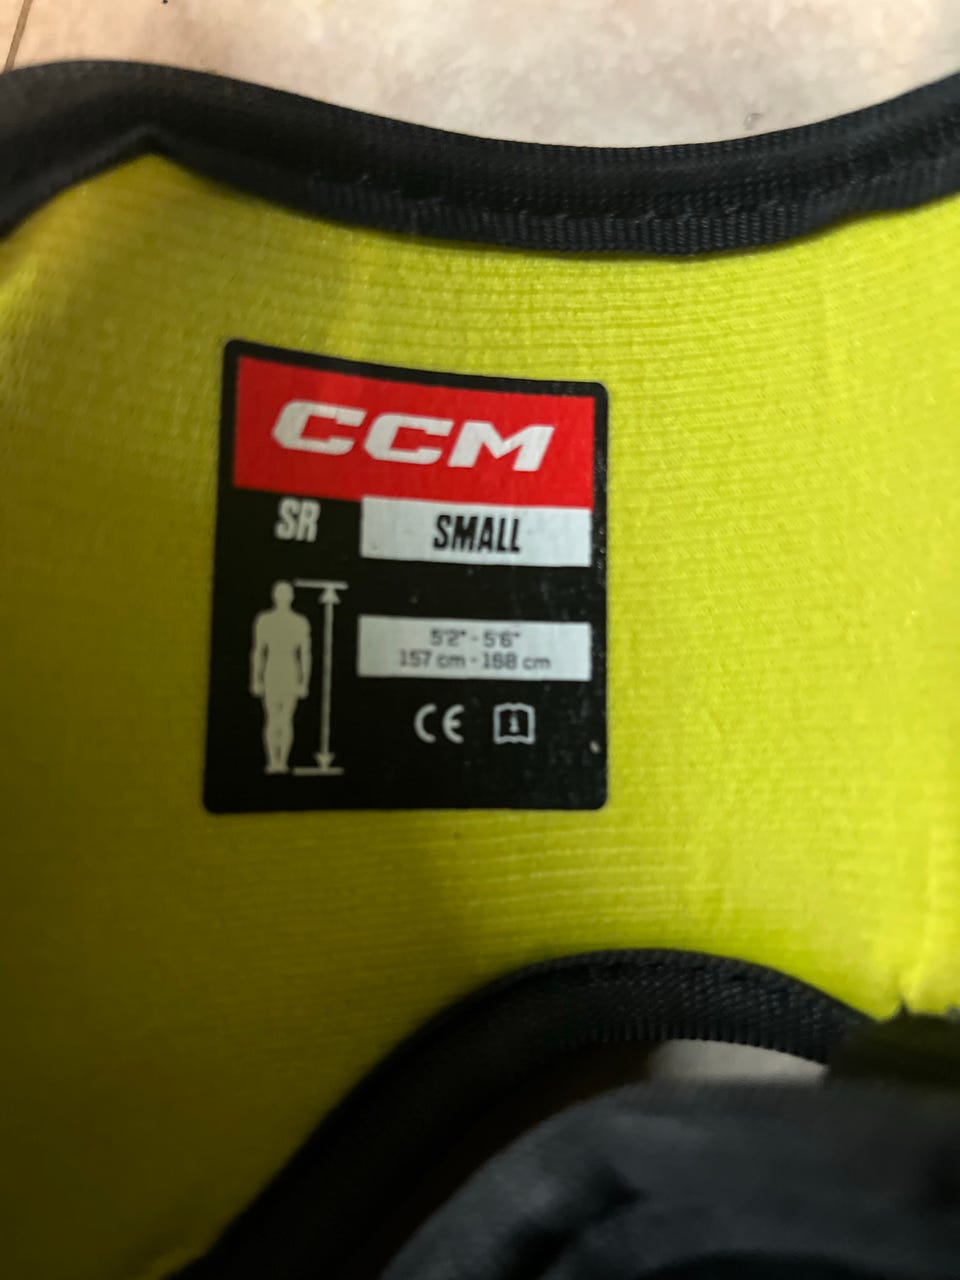 CCM
SR SMALL
5'2" - 5'6"
157 cm - 168 cm
CE